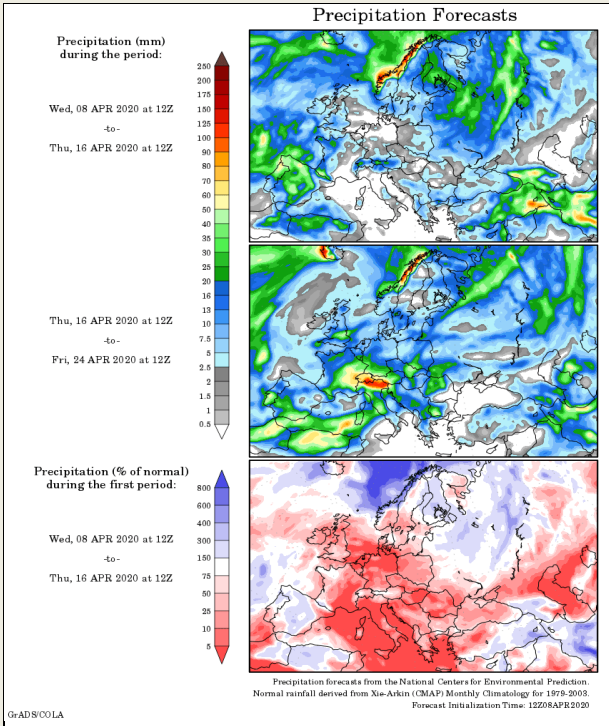 Precipitation Forecasts
Precipitation (mm)
during the period:
Wed, 08 APR 2020 at 12Z
-to-
Thu, 16 APR 2020 at 12Z
250
200
175
150
125
100
90
80
70
60
50
40
35
30
25
20
16
13
10
7.5
5
2.5
2
1.5
1
0.5
Thu, 16 APR 2020 at 12Z
-to-
Fri, 24 APR 2020 at 12Z
Precipitation (% of normal)
during the first period:
800
600
400
300
150
75
50
25
10
5
Wed, 08 APR 2020 at 12Z
-to-
Thu, 16 APR 2020 at 12Z
Precipitation forecasts from the National Centers for Environmental Prediction.
Normal rainfall derived from Xie-Arkin (CMAP) Monthly Climatology for 1979-2003.
Forecast Initialization Time: 12Z08APR2020
GrADS/COLA